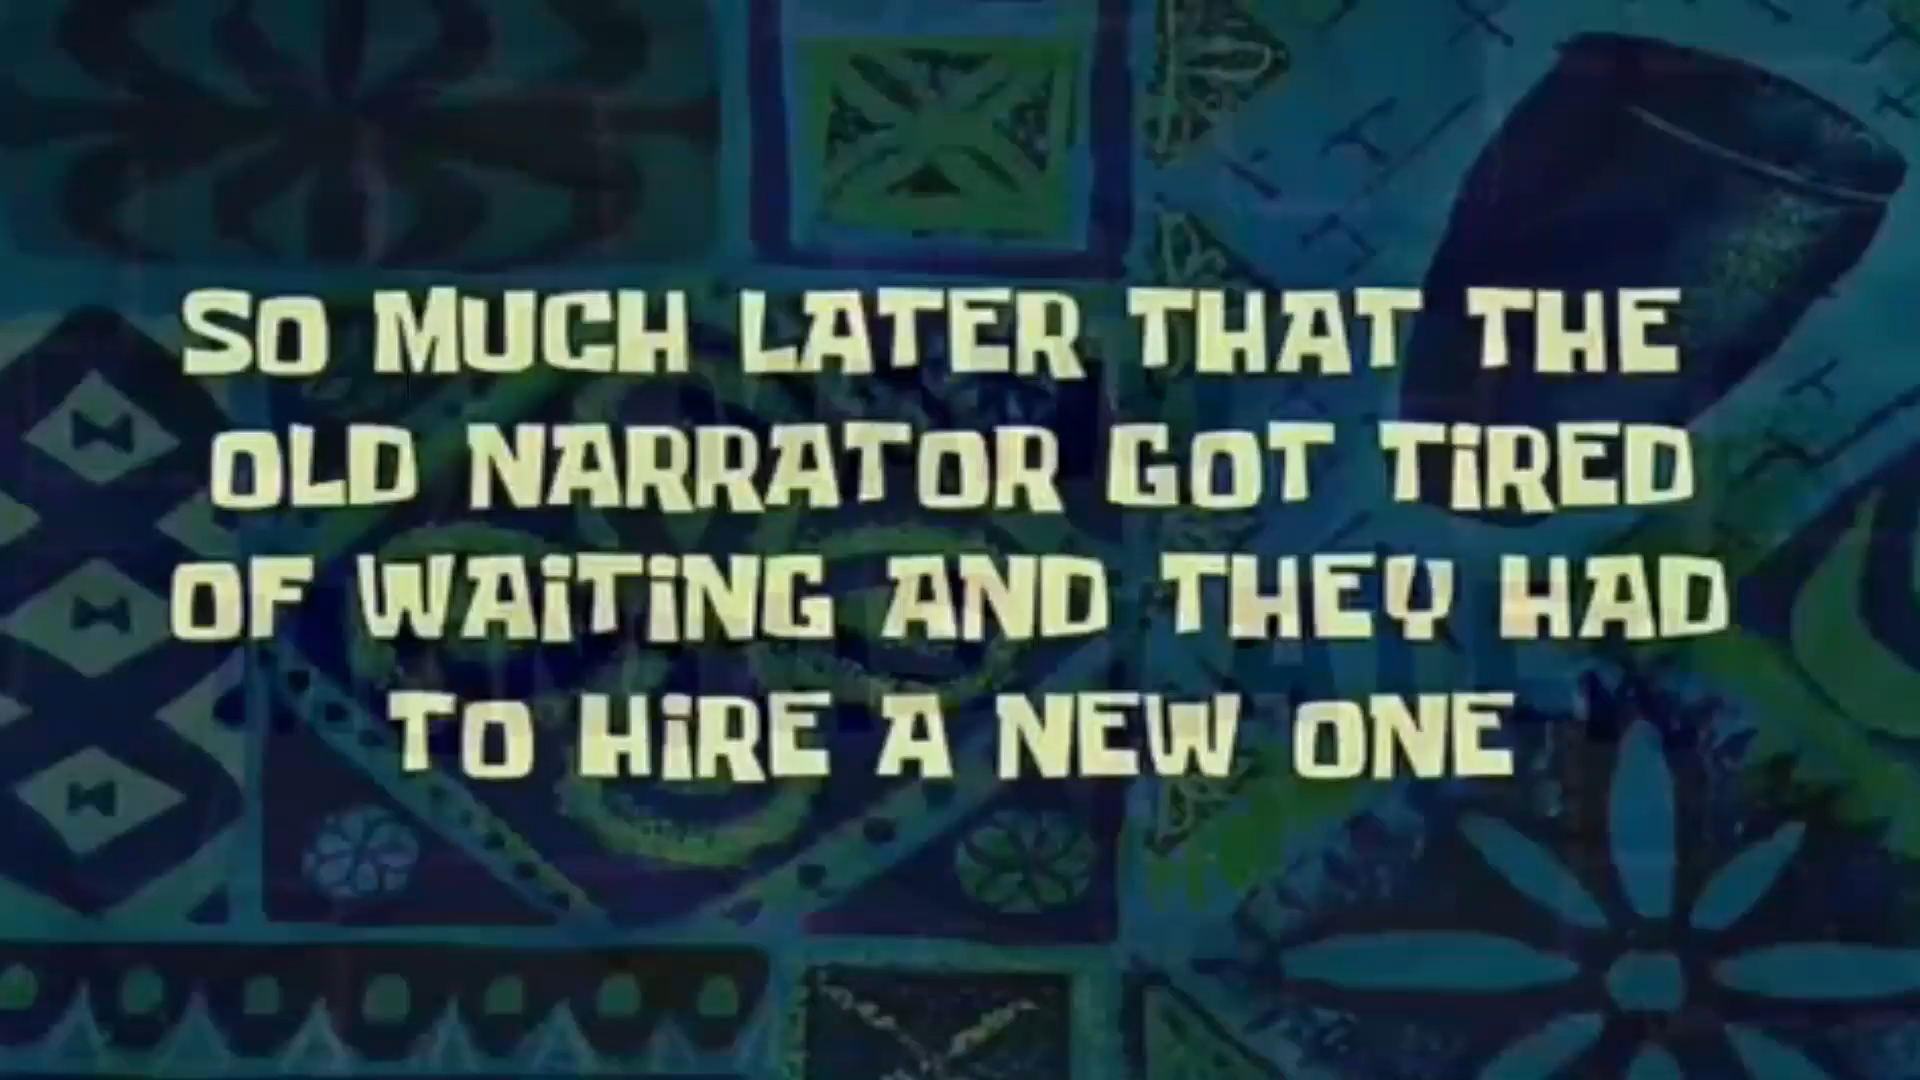 SO MUCH LATER THAT THE
OLD NARRATOR GOT TiRED
OF WAiTiNG AND THEY HAD
TO HiRE A NEW ONE